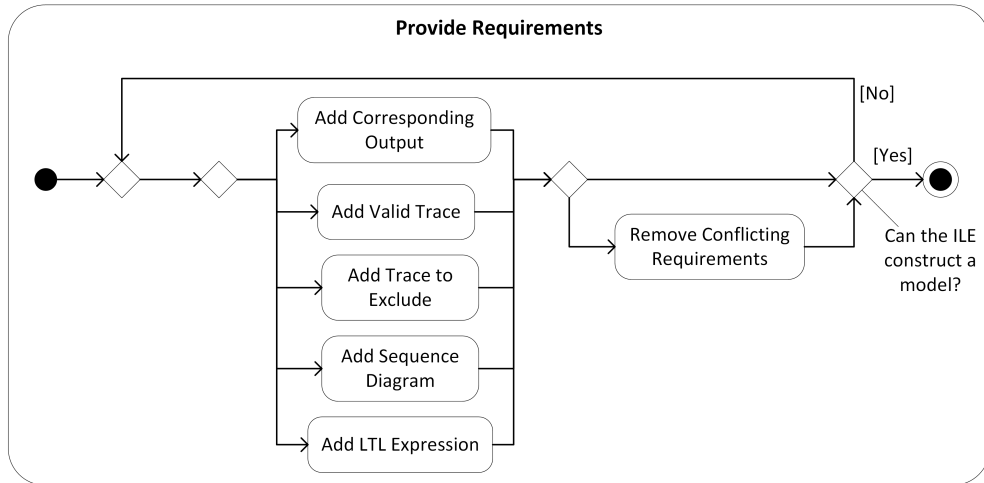 Provide Requirements
[No]
Add Corresponding
Output
[Yes]
Add Valid Trace
Remove Conflicting
Requirements
Can the ILE
construct a
model?
Add Trace to
Exclude
Add Sequence
Diagram
Add LTL Expression